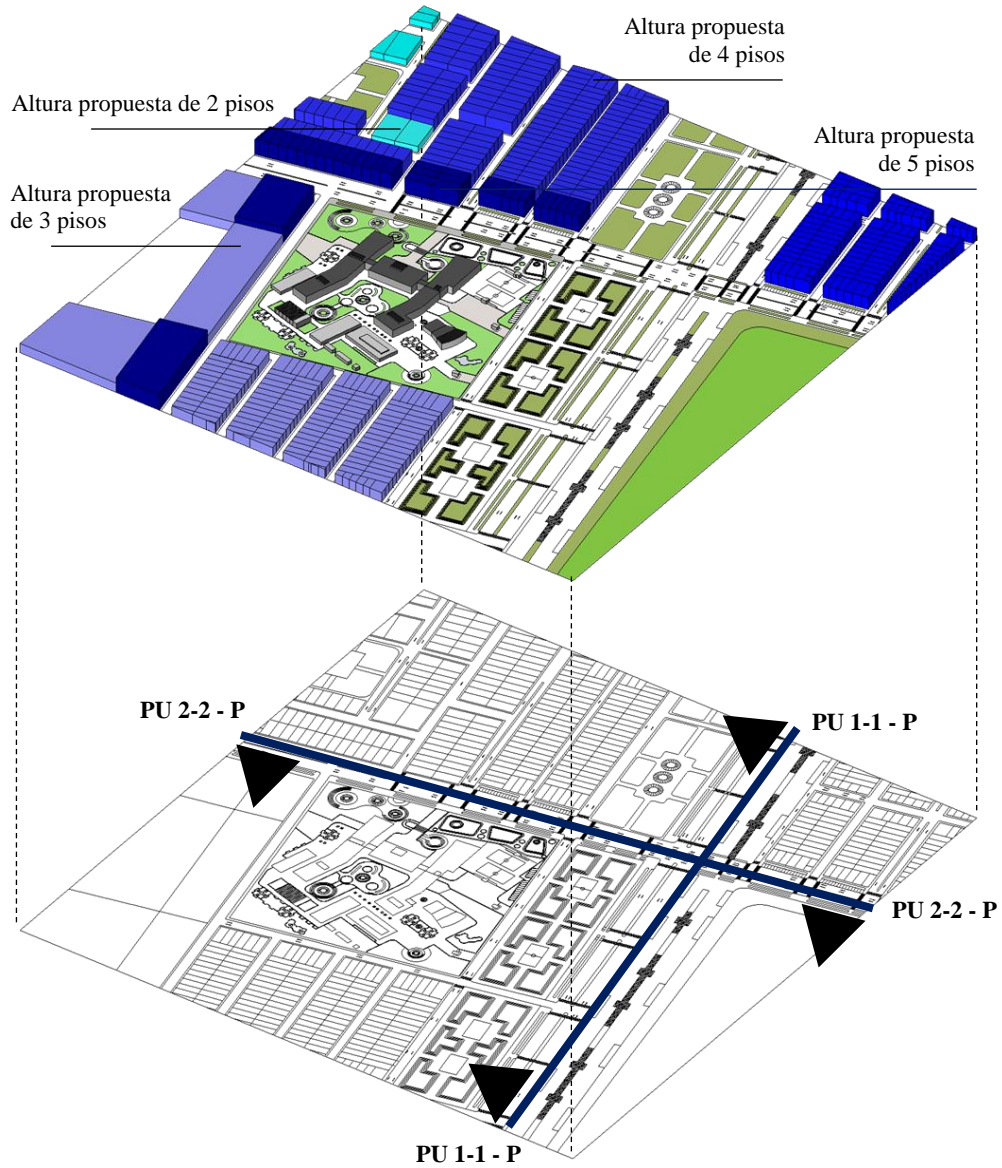 Altura propuesta
de 4 pisos
Altura propuesta de 2 pisos
Altura propuesta
de 5 pisos
Altura propuesta
de 3 pisos
PU 2-2 - P
PU 1-1 - P
PU 2-2 - P
PU 1-1 - P